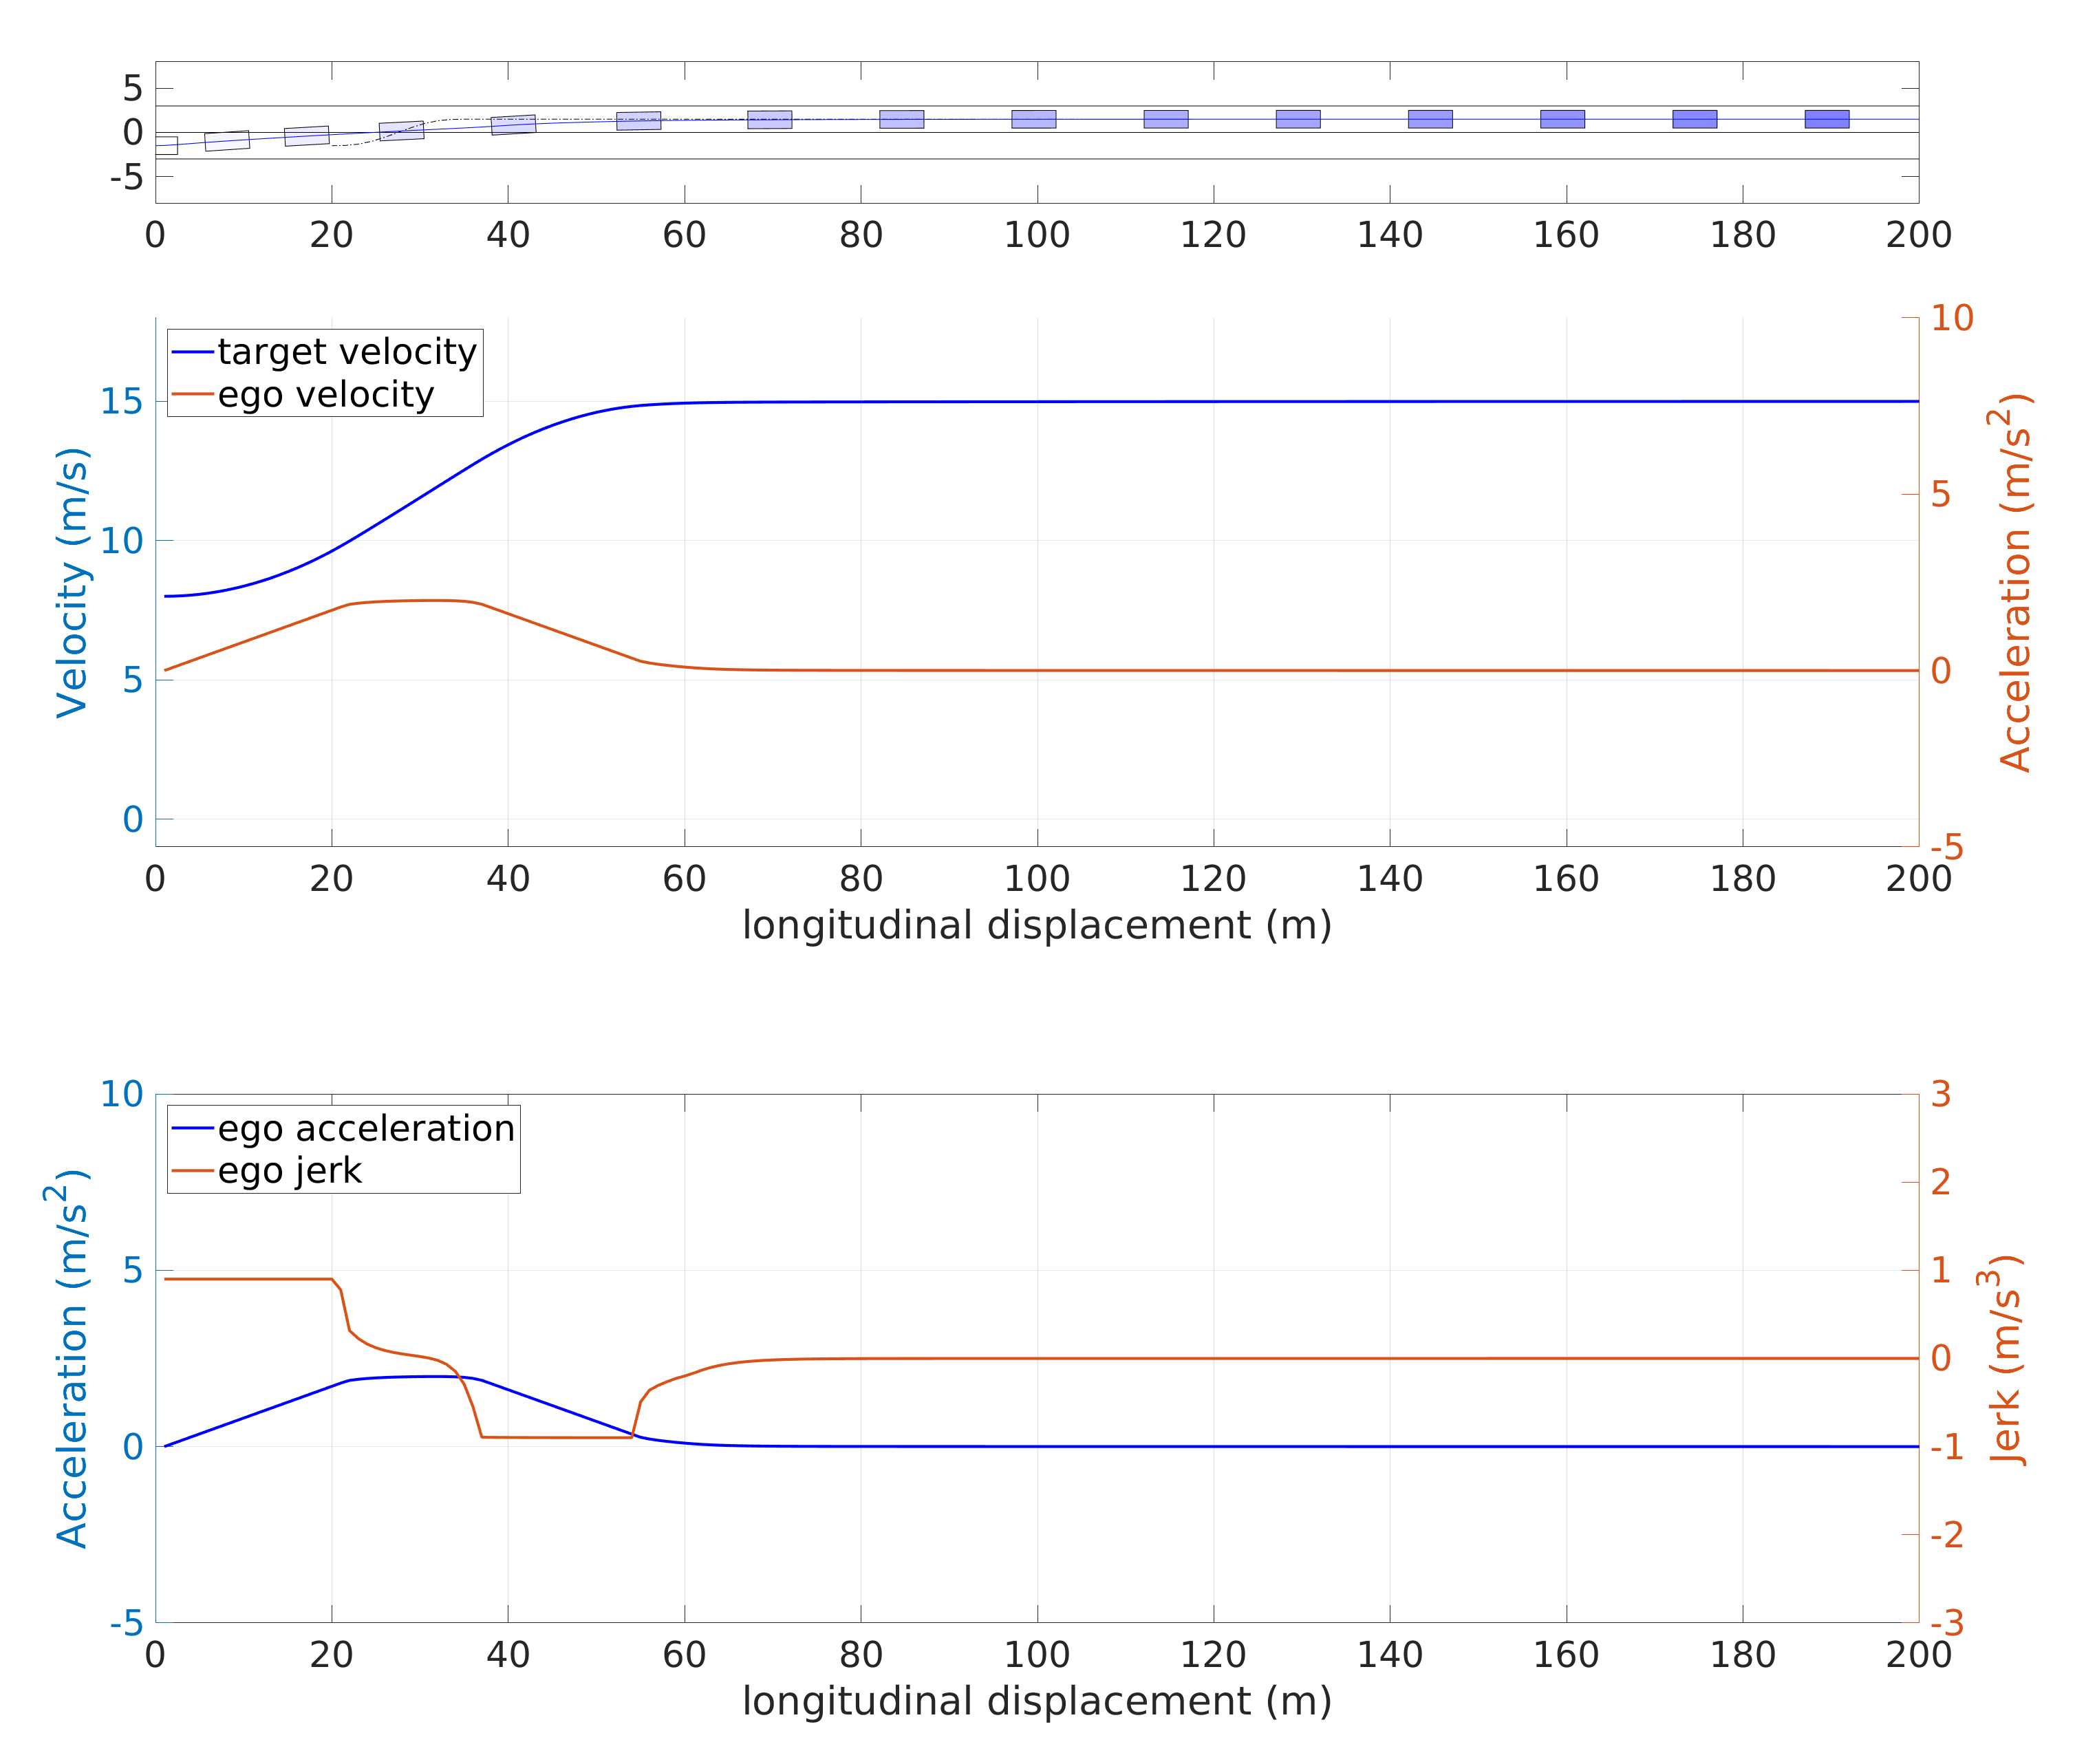 5
0
-5
0 20 40 60 80 100 120 140 160 180 200
target velocity
ego velocity
Velocity (m/s)
15
10
5
0
10
5
0
-5
Acceleration (m/s²)
0 20 40 60 80 100 120 140 160 180 200
longitudinal displacement (m)
ego acceleration
ego jerk
Acceleration (m/s²)
10
5
0
-5
3
2
1
0
-1
-2
-3
Jerk (m/s³)
0 20 40 60 80 100 120 140 160 180 200
longitudinal displacement (m)